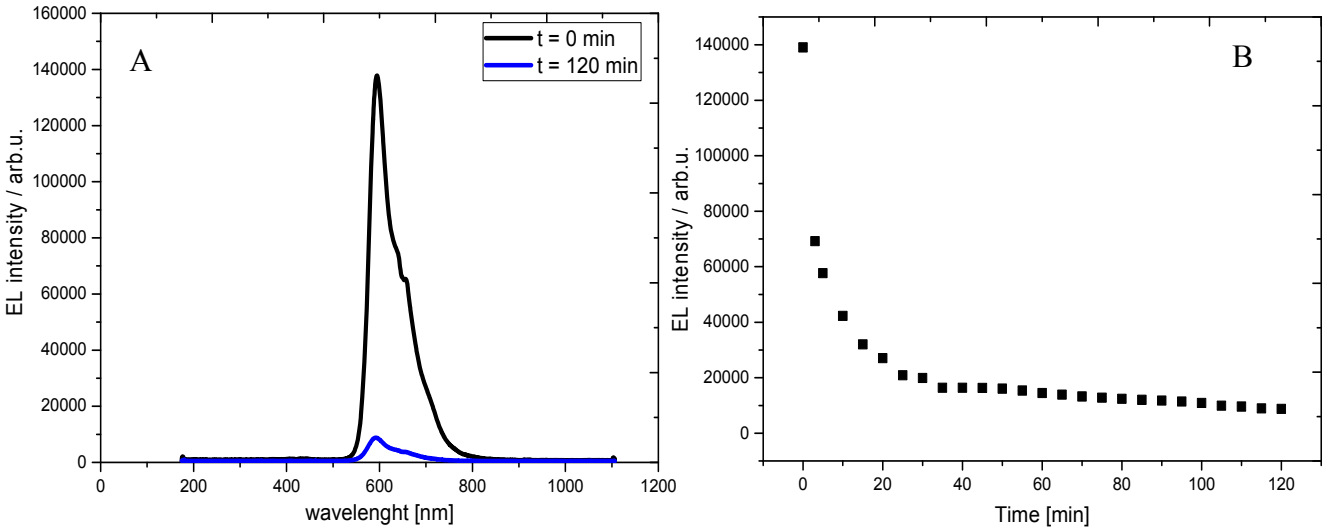 A
t = 0 min
t = 120 min
EL intensity / arb.u.
160000
140000
120000
100000
80000
60000
40000
20000
0
0 200 400 600 800 1000 1200
wavelenght [nm]
B
EL intensity / arb.u.
140000
120000
100000
80000
60000
40000
20000
0
0 20 40 60 80 100 120
Time [min]